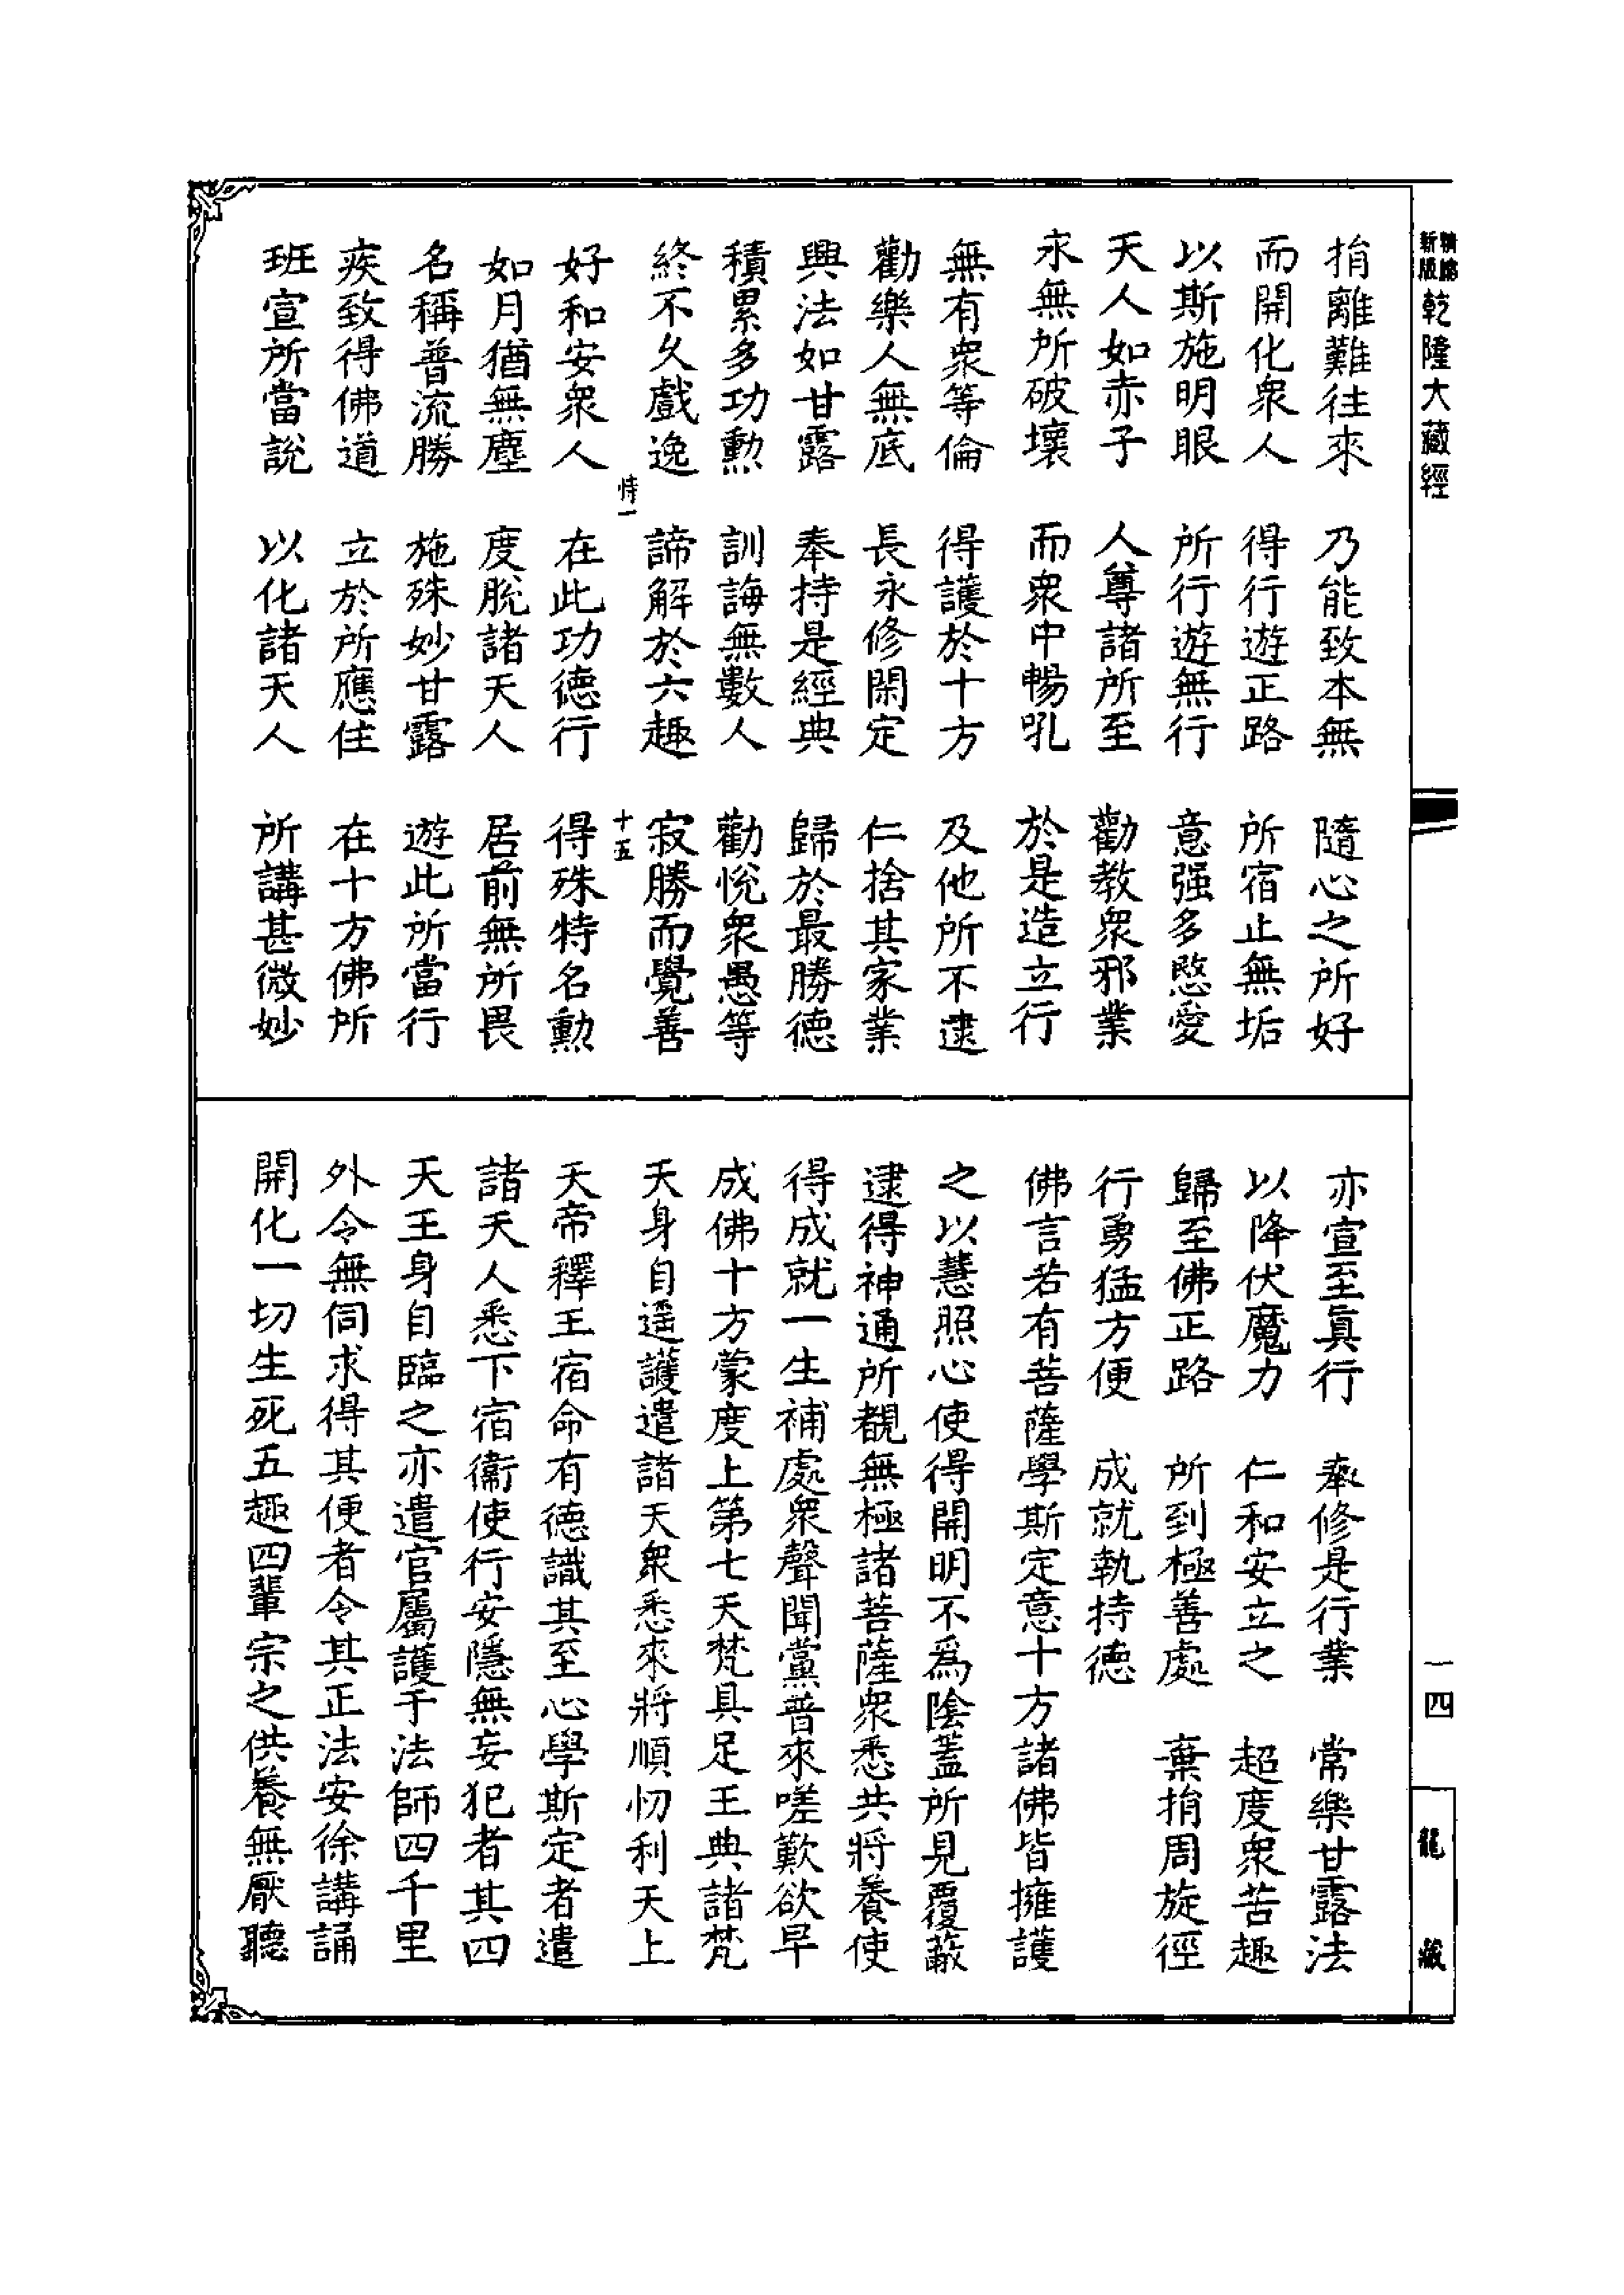 新版
乾隆大藏經
一四
龍藏
捐離難往來　乃能致本無　隨心之所好
而開化衆人　得行遊正路　所宿止無垢
以斯施明眼　所行遊無行　意强多愍愛
天人如赤子　人尊諸所至　勸教衆邪業
永無所破壞　而衆中暢吼　於是造立行
無有衆等倫　得護於十方　及他所不逮
勸樂人無底　長永修閑定　仁捨其家業
興法如甘露　奉持是經典　歸於最勝德
積累多功勳　訓誨無數人　勸悅衆愚等
終不久戲逸　諦解於六趣　寂勝而覺善
恃一　十五
好和安衆人　在此功德行　得殊特名勳
如月猶無塵　度脫諸天人　居前無所畏
名稱普流勝　施殊妙甘露　遊此所當行
疾致得佛道　立於所應住　在十方佛所
班宣所當說　以化諸天人　所講甚微妙
亦宣至眞行　奉修是行業　常樂甘露法
以降伏魔力　仁和安立之　超度衆苦趣
歸至佛正路　所到極善處　棄捐周旋徑
行勇猛方便　成就執持德
佛言若有菩薩學斯定意十方諸佛皆擁護
之以慧照心使得開明不爲陰蓋所見覆蔽
逮得神通所覩無極諸菩薩衆悉共將養使
得成就一生補處衆聲聞黨普來嗟歎欲早
成佛十方蒙度上第七天梵具足王典諸梵
天身自遥護遣諸天衆悉來將順忉利天上
天帝釋王宿命有德識其至心學斯定者遣
諸天人悉下宿衞使行安隱無妄犯者其四
天王身自臨之亦遣官屬護于法師四千里
外令無伺求得其便者令其正法安徐講誦
開化一切生死五趣四輩宗之供養無厭聽